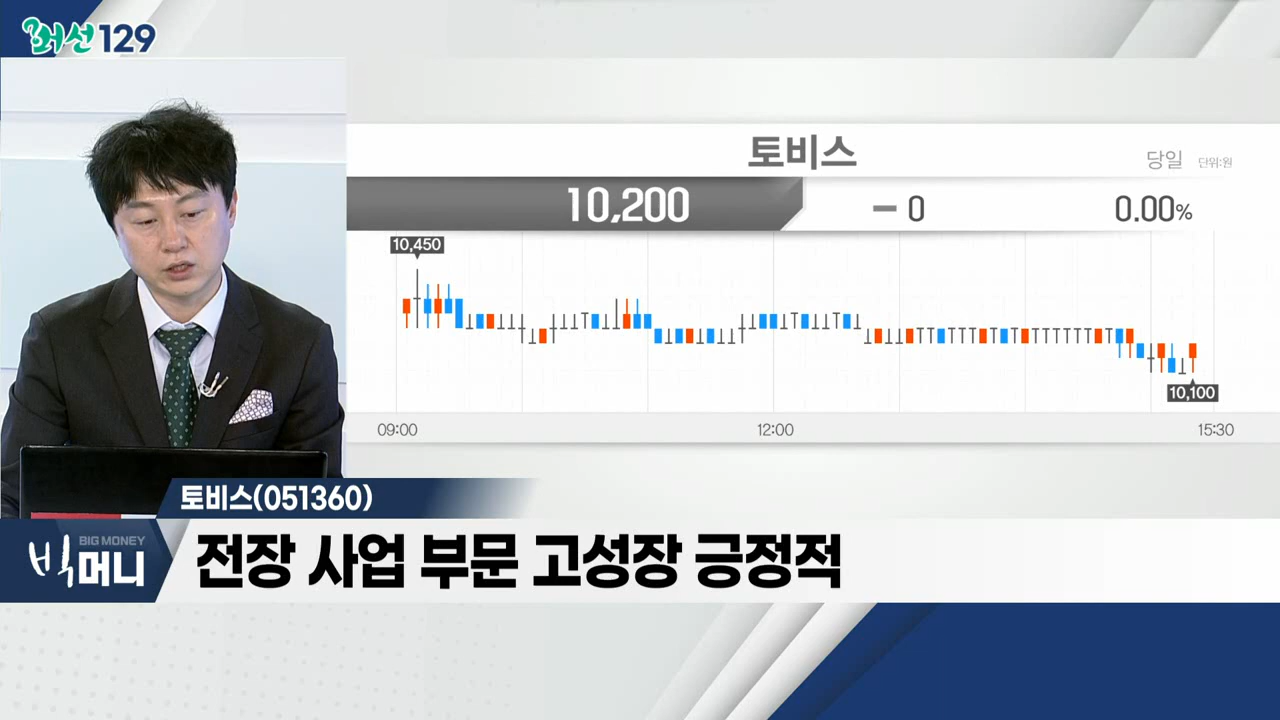 머선129
토비스
당일 단위:원
10,200 0 0.00%
10,450
10,100
09:00 12:00 15:30
토비스(051360)
BIG MONEY
빅머니
전장 사업 부문 고성장 긍정적